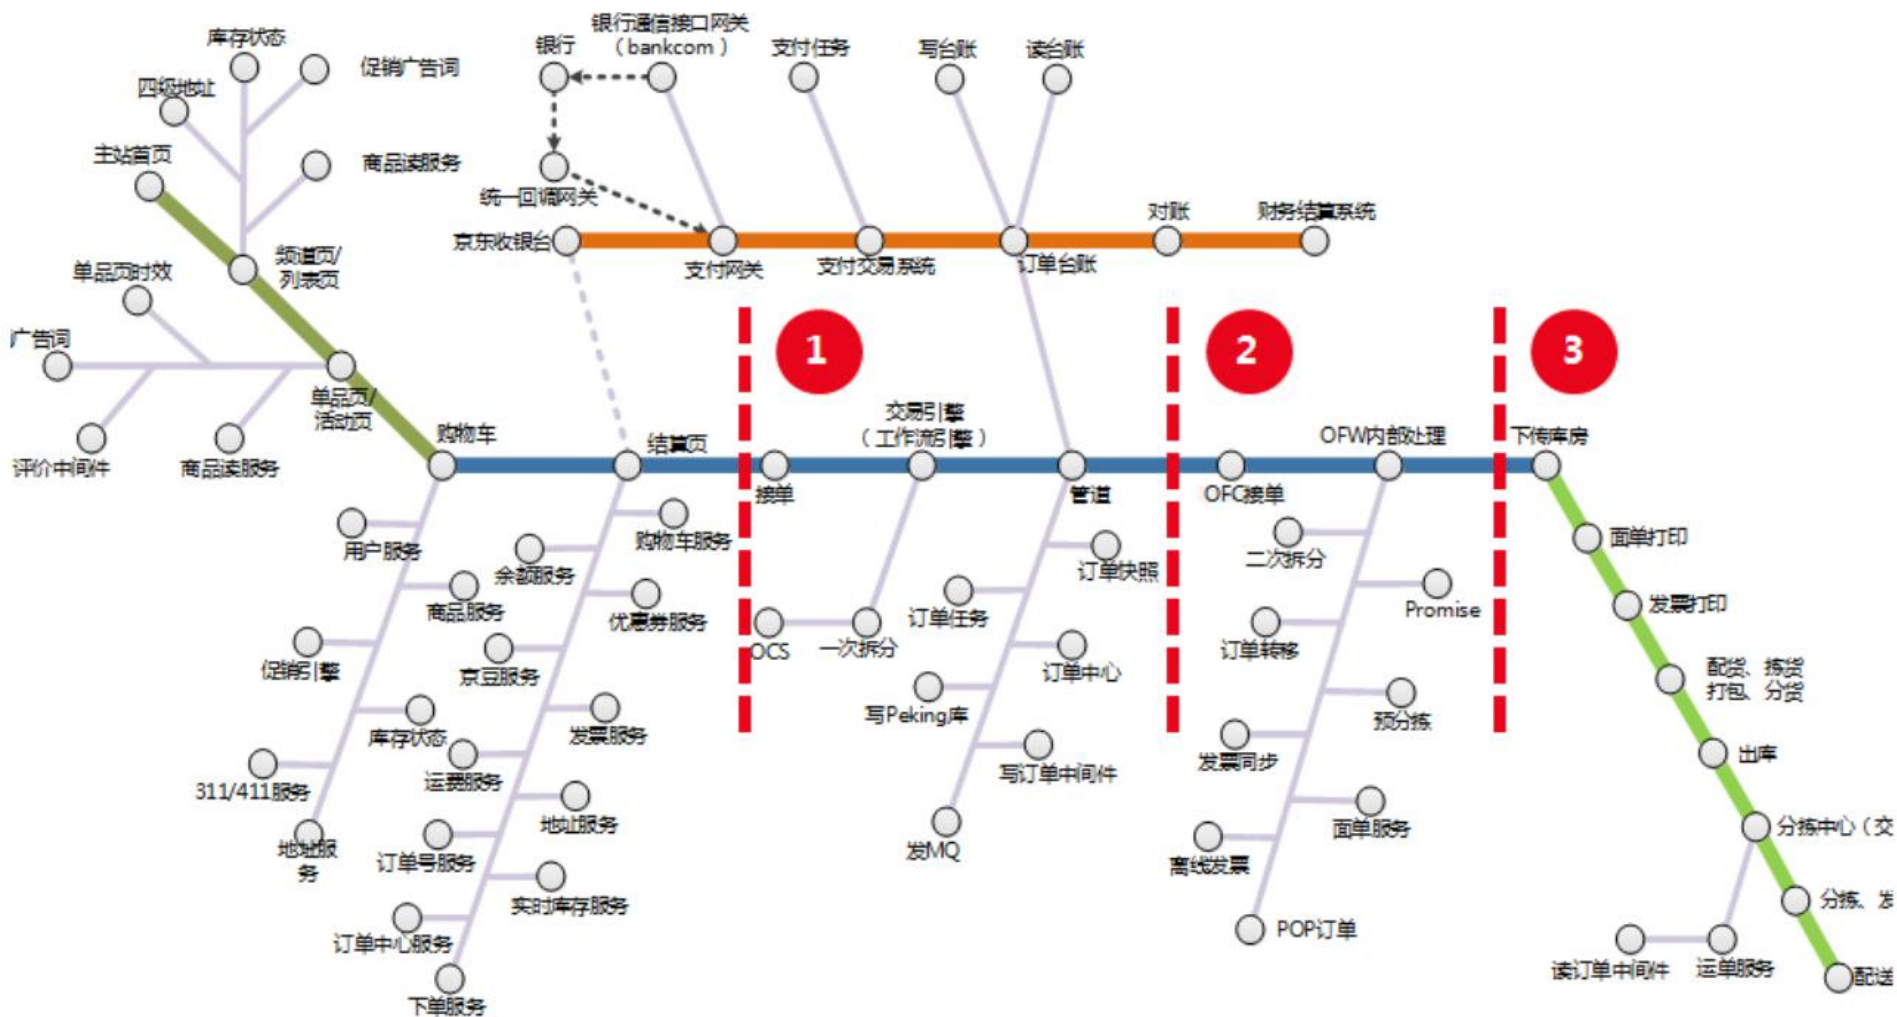 库存状态
促销广告词
四级地址
主站首页
商品读服务
频道页/
列表页
单品页时效
广告词
单品页/
活动页
评价中间件
商品读服务
银行
银行通信接口网关
（bankcom）
支付任务
写台账
读台账
统一回调网关
京东收银台
支付网关
支付交易系统
订单台账
对账
财务结算系统
1
2
3
购物车
结算页
接单
交易引擎
（工作流引擎）
管道
OFC接单
OFW内部处理
下传库房
用户服务
商品服务
促销引擎
库存状态
311/411服务
地址服
务
购物车服务
余额服务
优惠券服务
京豆服务
发票服务
运费服务
地址服务
订单号服务
实时库存服务
订单中心服务
下单服务
OCS
一次拆分
订单快照
订单任务
订单中心
写Peking库
写订单中间件
发MQ
二次拆分
Promise
订单转移
预分拣
发票同步
面单服务
离线发票
POP订单
面单打印
发票打印
配货、拣货
打包、分货
出库
分拣中心（交
分拣、发
读订单中间件
运单服务
配送